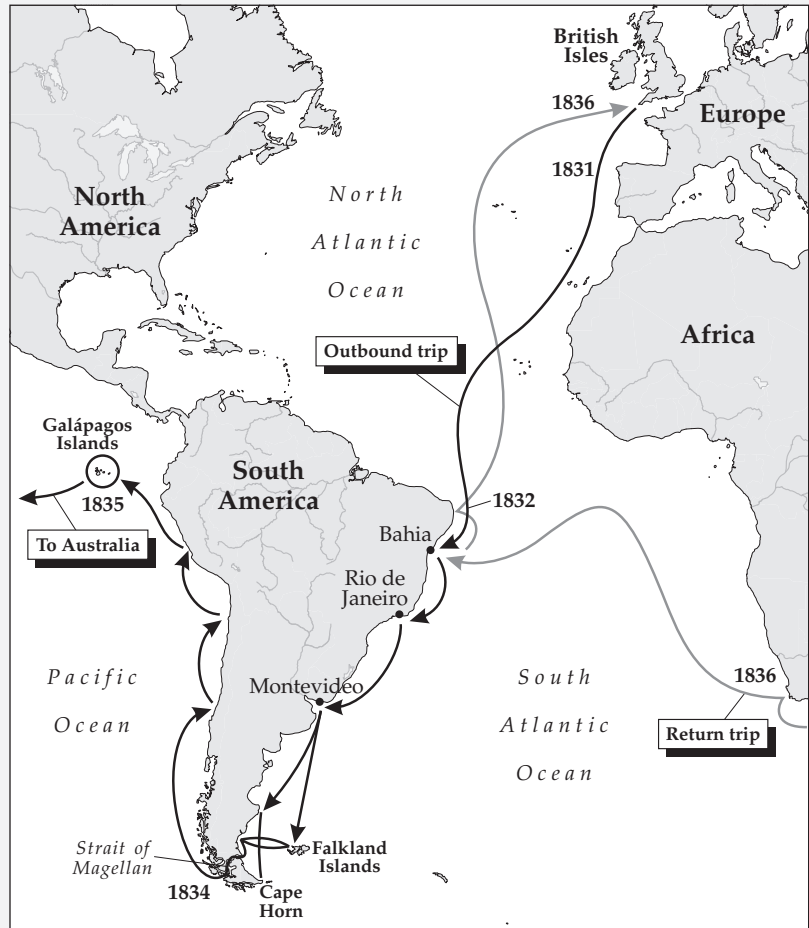 British
Isles
1836
Europe
1831
North
America
North
Atlantic
Ocean
Africa
Outbound trip
Galápagos
Islands
South
America
1832
1835
Bahia
To Australia
Rio de
Janeiro
Pacific
Ocean
Montevideo
South
Atlantic
Ocean
1836
Return trip
Strait of
Magellan
Falkland
Islands
1834
Cape
Horn